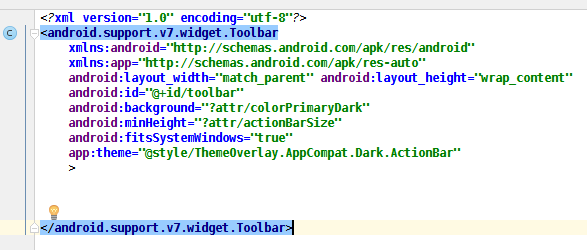 <?xml version="1.0" encoding="utf-8"?>
<android.support.v7.widget.Toolbar
xmlns:android="http://schemas.android.com/apk/res/android"
xmlns:app="http://schemas.android.com/apk/res-auto"
android:layout_width="match_parent" android:layout_height="wrap_content"
android:id="@+id/toolbar"
android:background="?attr/colorPrimaryDark"
android:minHeight="?attr/actionBarSize"
android:fitsSystemWindows="true"
app:theme="@style/ThemeOverlay.AppCompat.Dark.ActionBar"
>
</android.support.v7.widget.Toolbar>